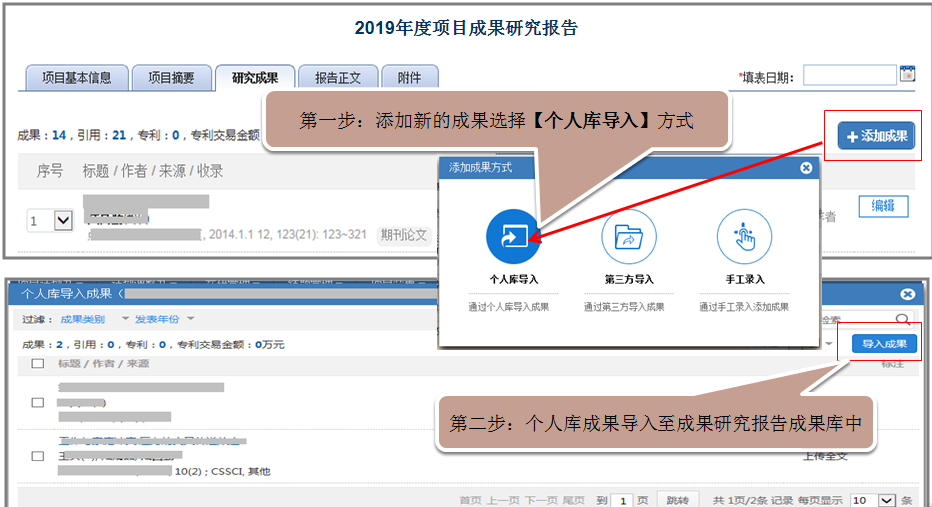 2019年度项目成果研究报告
项目基本信息 项目摘要 研究成果 报告正文 附件
*填表日期：
第一步：添加新的成果选择【个人库导入】方式
成果：14，引用：21，专利：0，专利交易金额
添加成果
序号 标题 / 作者 / 来源 / 收录
添加成果方式
1
, 2014.1.1 12, 123(21): 123~321 期刊论文
者 编辑
个人库导入 第三方导入 手工录入
通过个人库导入成果 通过第三方导入成果 通过手工录入添加成果
个人库导入成果（
过滤： 成果类别 发表年份
检索
成果：2，引用：0，专利：0，专利交易金额：0万元
导入成果
标题 / 作者 / 来源
标注
第二步：个人库成果导入至成果研究报告成果库中
上传全文
10(2) ; CSSCI, 其他
首页 上一页 下一页 尾页 到 1 页 跳转 共 1页/2条 记录 每页显示 10 条